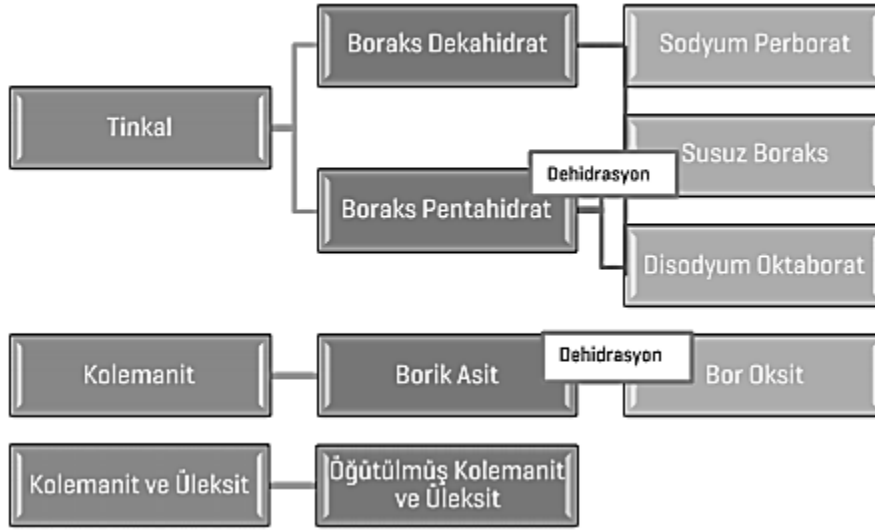 Boraks Dekahidrat
Sodyum Perborat
Tinkal
Susuz Boraks
Dehidrasyon
Boraks Pentahidrat
Disodyum Oktaborat
Kolemanit
Borik Asit
Dehidrasyon
Bor Oksit
Kolemanit ve Üleksit
Öğütülmüş Kolemanit
ve Üleksit